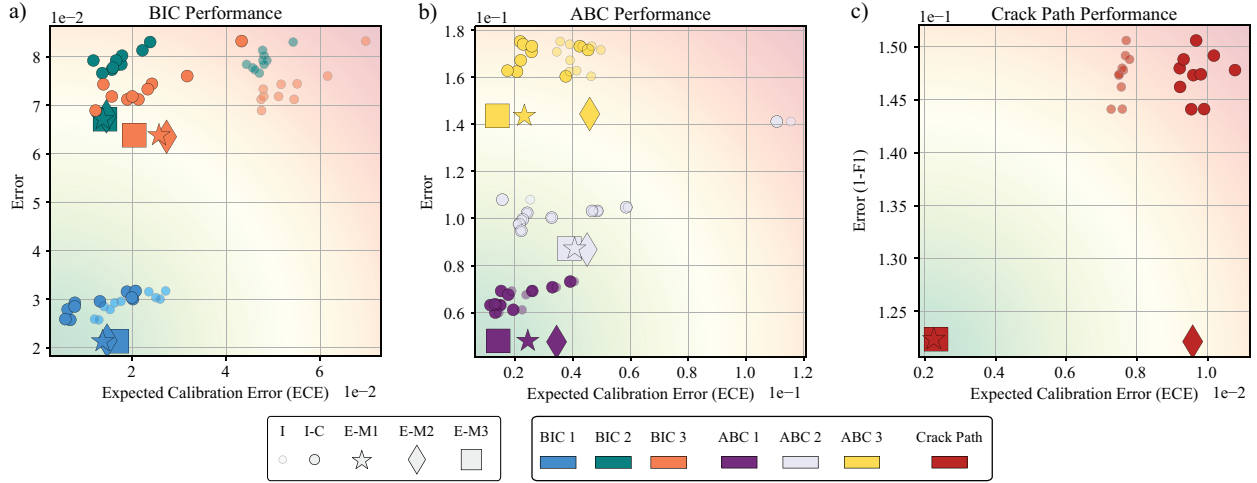 a)
BIC Performance
1e−2
8
7
6
5
4
3
2
Error
2
4
6
Expected Calibration Error (ECE)
1e−2
b)
ABC Performance
1e−1
1.8
1.6
1.4
1.2
1.0
0.8
0.6
Error
0.2
0.4
0.6
0.8
1.0
1.2
Expected Calibration Error (ECE)
1e−1
c)
Crack Path Performance
1e−1
1.50
1.45
1.40
1.35
1.30
1.25
Error (1-F1)
0.2
0.4
0.6
0.8
1.0
Expected Calibration Error (ECE)
1e−2
I I-C E-M1 E-M2 E-M3
BIC 1 BIC 2 BIC 3 ABC 1 ABC 2 ABC 3 Crack Path